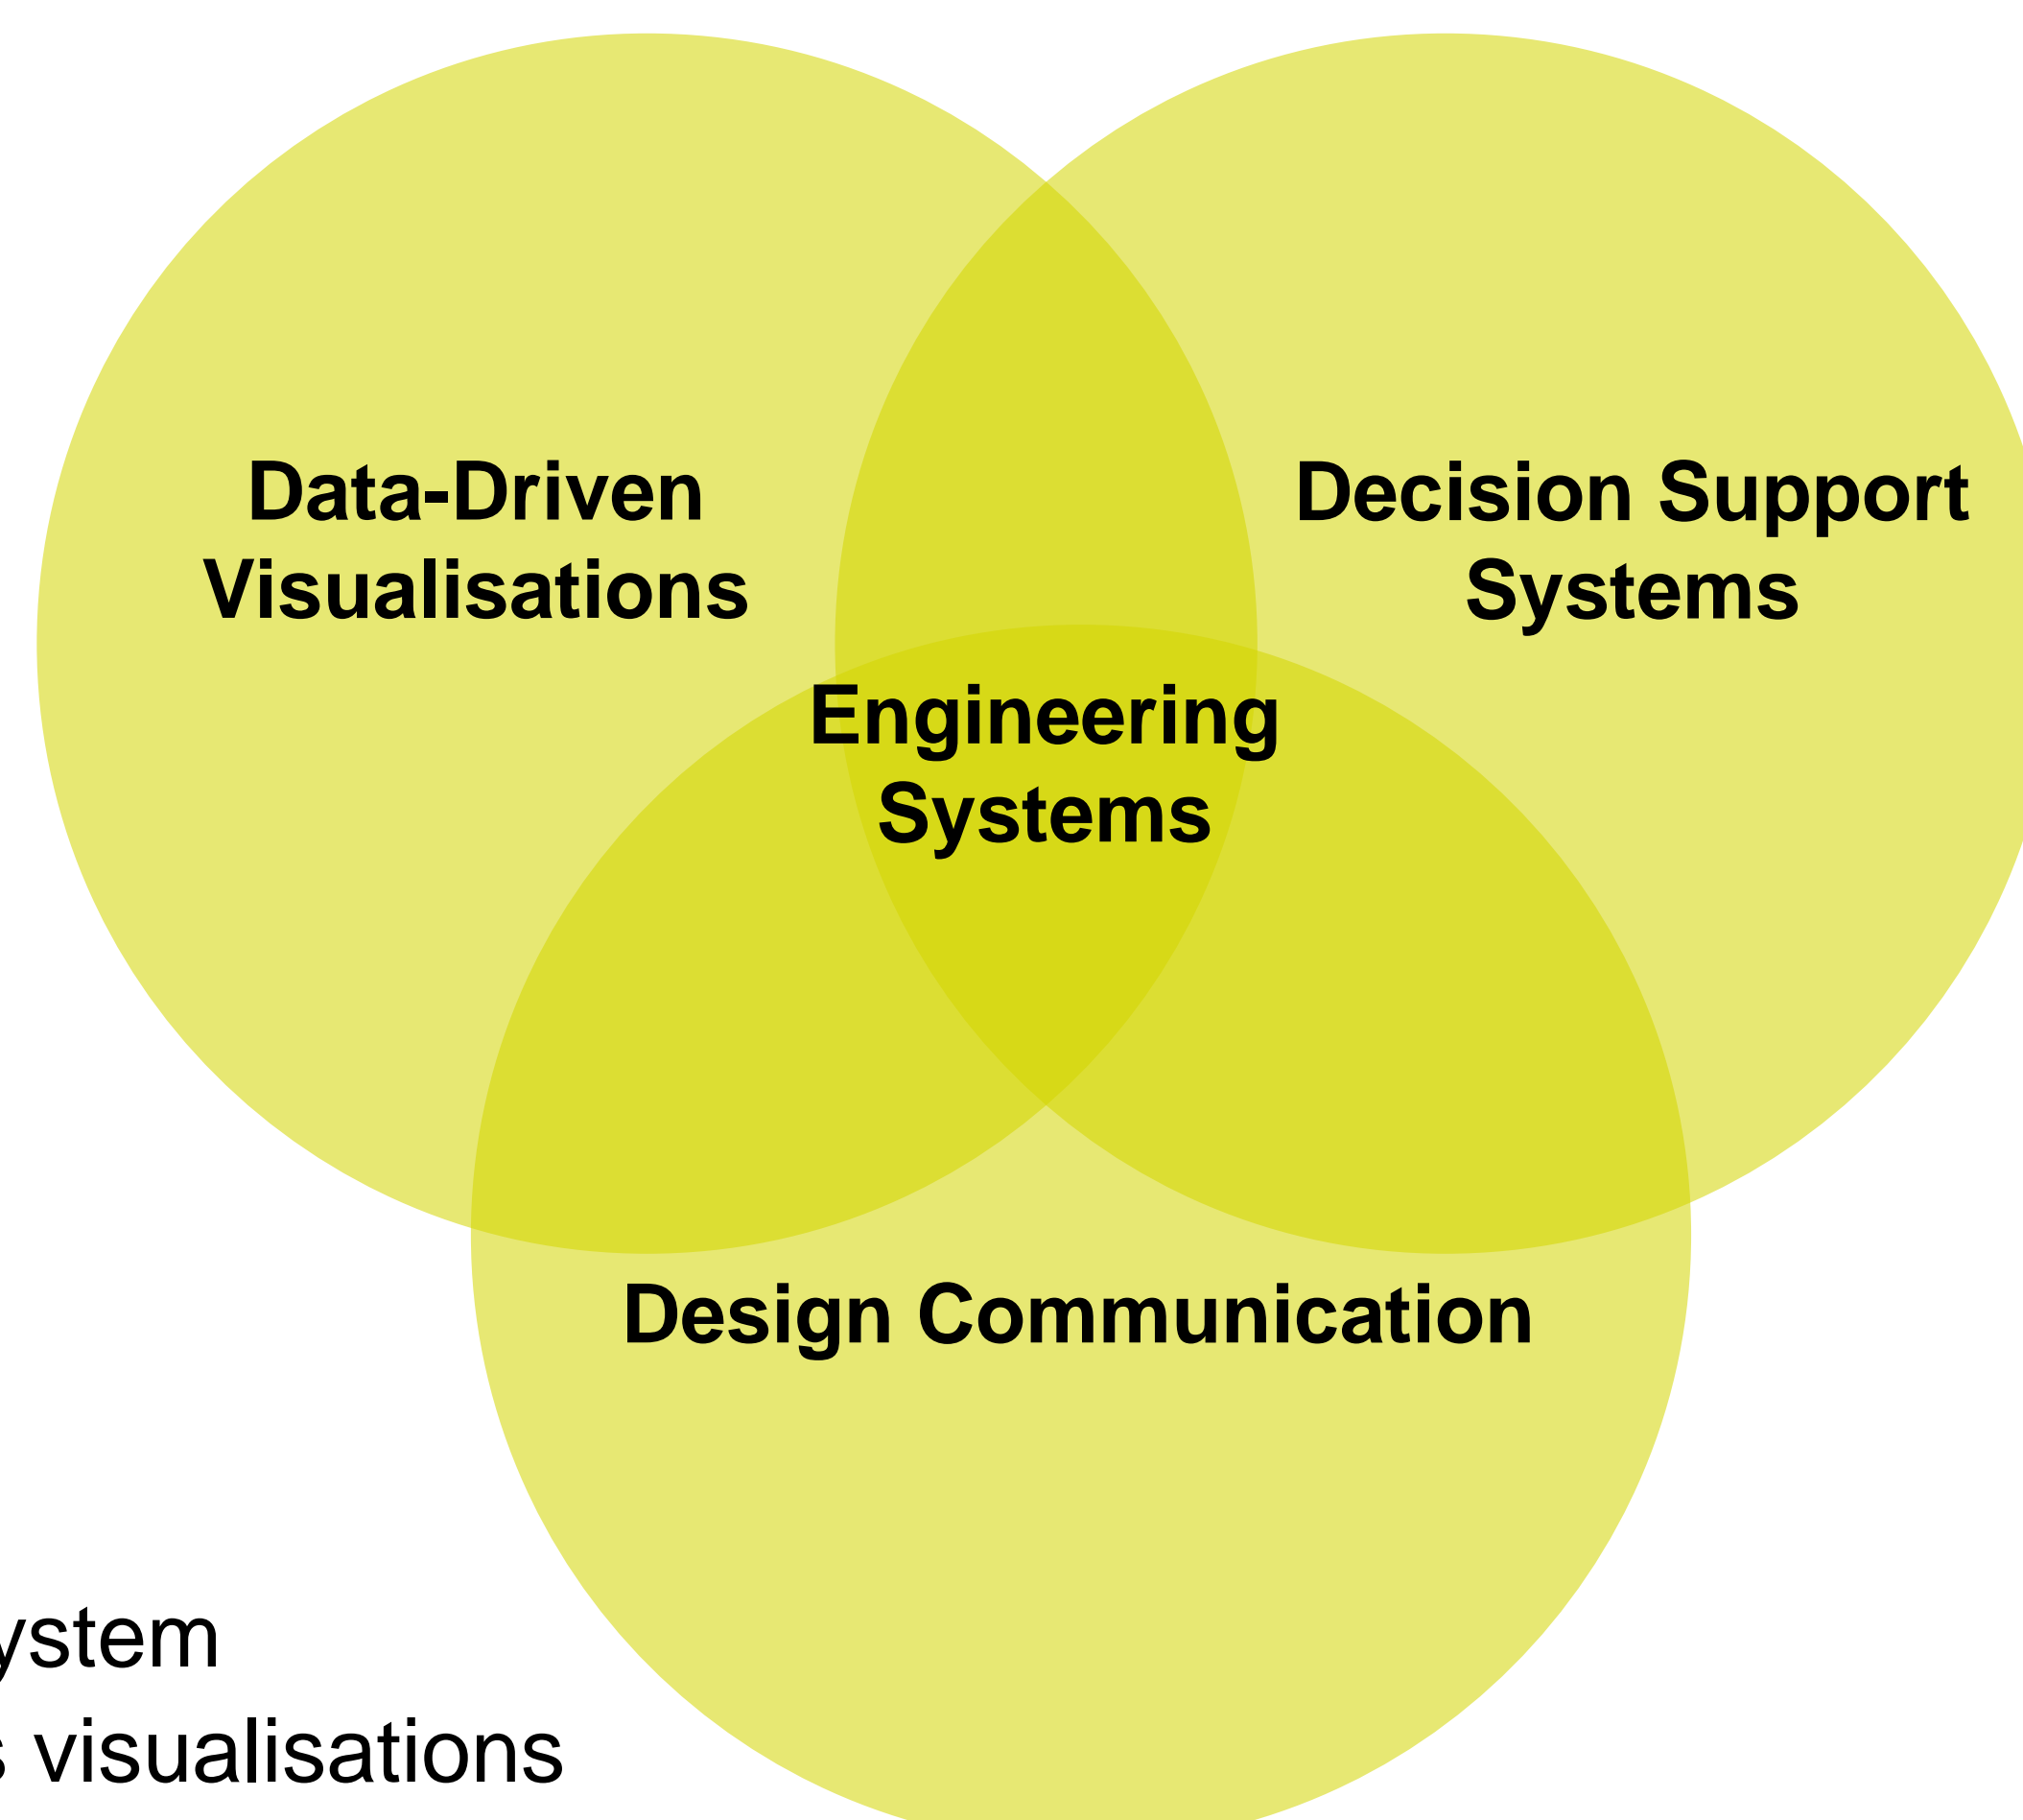 Data-Driven
Visualisations
Decision Support
Systems
Engineering
Systems
Design Communication
ystem
s visualisations